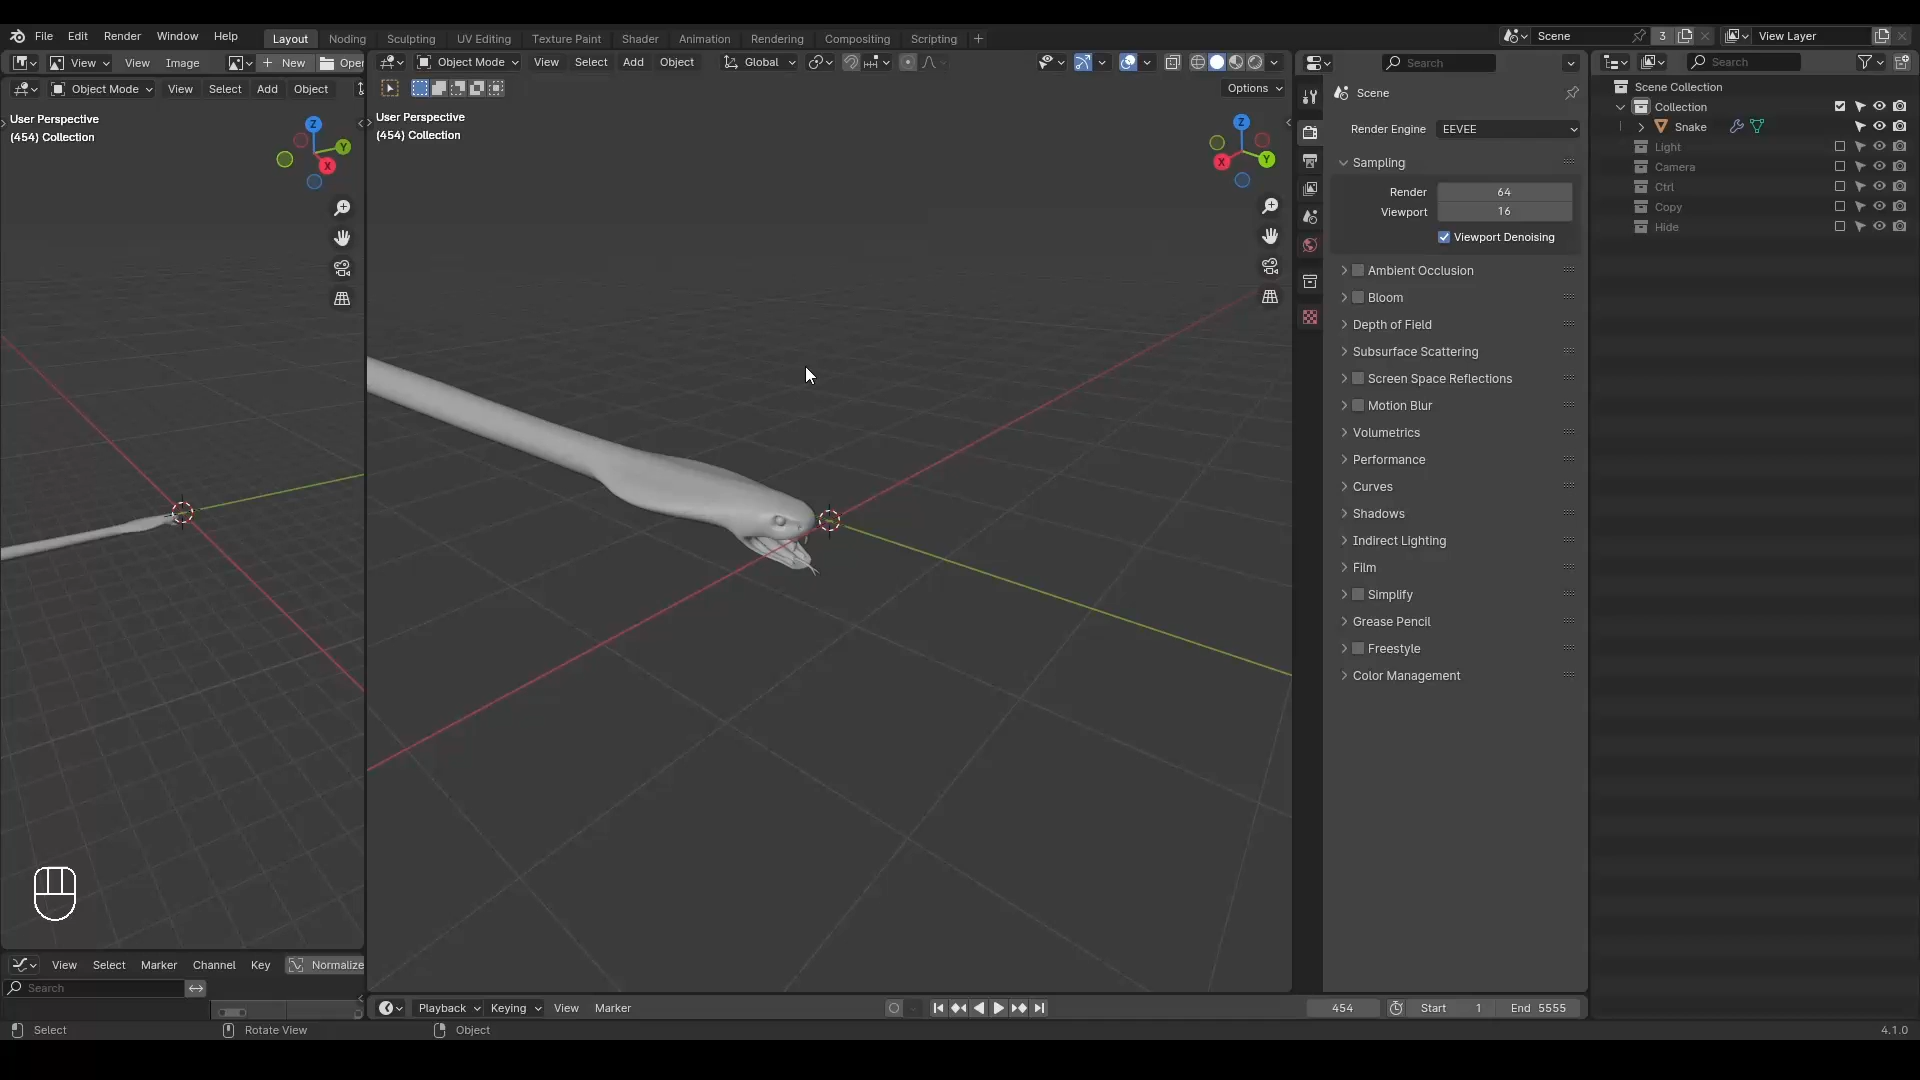 File Edit Render Window Help
Layout Noding Sculpting UV Editing Texture Paint Shader Animation Rendering Compositing Scripting +
Scene 3 View Layer
View View Image New Oper
Object Mode View Select Add Object Global
Search
Search
Object Mode View Select Add Object
Options
User Perspective
(454) Collection
Z
Y
X
User Perspective
(454) Collection
Z
X
Y
Scene
Render Engine EEVEE
Sampling
Render 64
Viewport 16
Viewport Denoising
Ambient Occlusion
Bloom
Depth of Field
Subsurface Scattering
Screen Space Reflections
Motion Blur
Volumetrics
Performance
Curves
Shadows
Indirect Lighting
Film
Simplify
Grease Pencil
Freestyle
Color Management
Scene Collection
Collection
Snake
Light
Camera
Ctrl
Copy
Hide
View Select Marker Channel Key Normalize
Search
Playback Keying View Marker 454 Start 1 End 5555
Select Rotate View Object 4.1.0